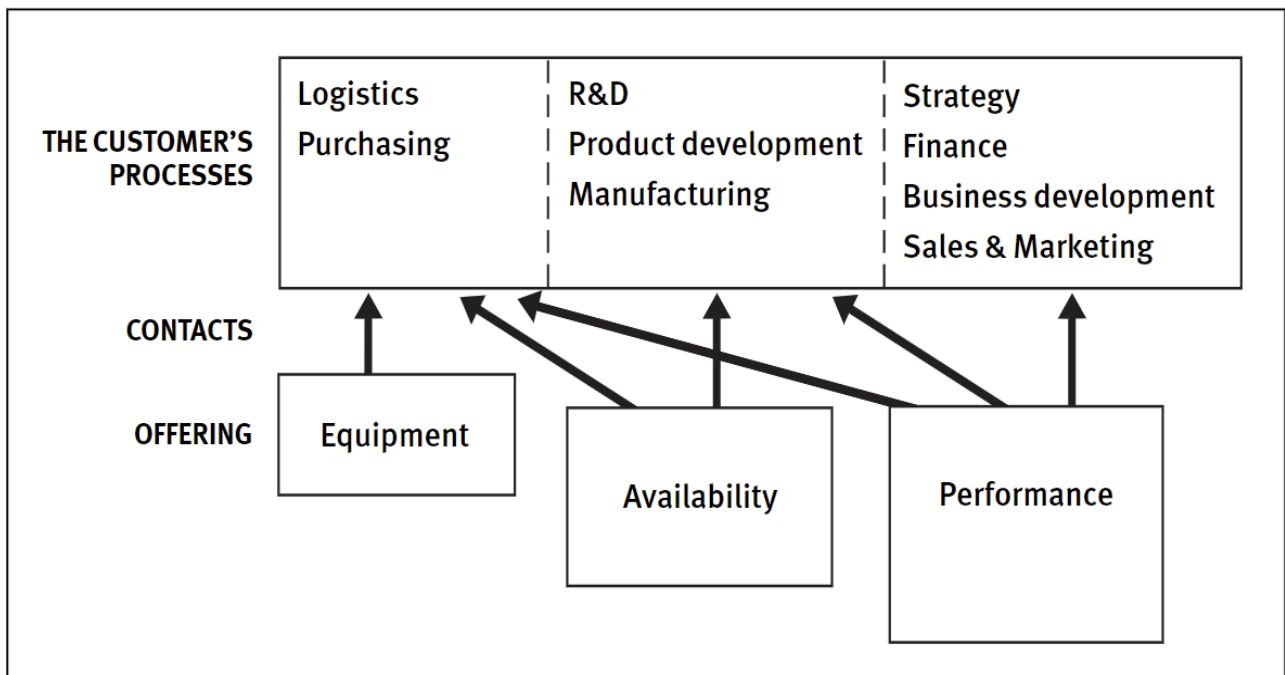 THE CUSTOMER'S
PROCESSES
Logistics
Purchasing
R&D
Product development
Manufacturing
Strategy
Finance
Business development
Sales & Marketing
CONTACTS
OFFERING
Equipment
Availability
Performance